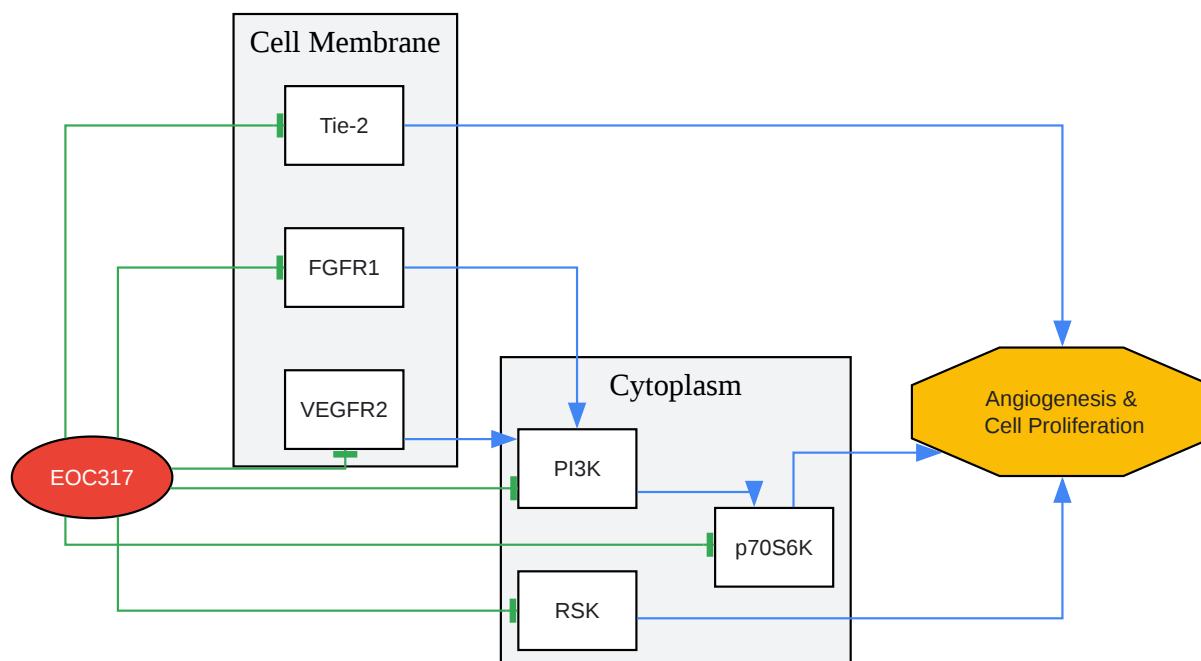 Cell Membrane
Tie-2
FGFR1
VEGFR2
Cytoplasm
Angiogenesis &
Cell Proliferation
EOC317
PI3K
p70S6K
RSK